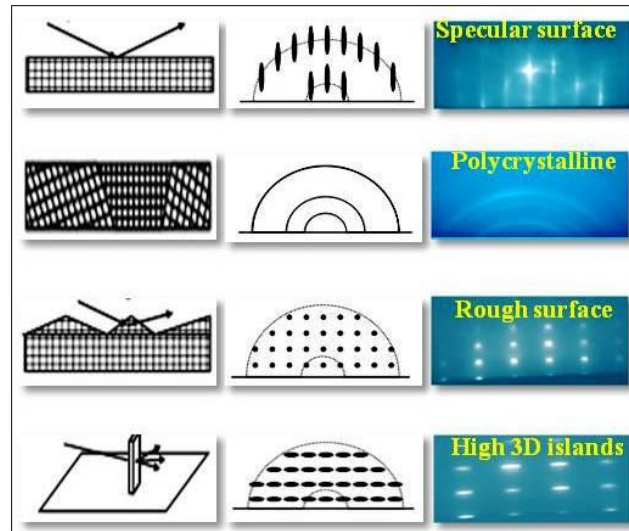 Specular surface
Polycrystalline
Rough surface
High 3D islands